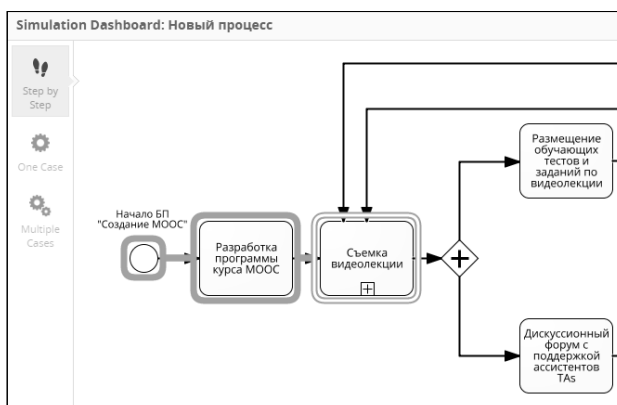 Simulation Dashboard: Новый процесс
Step by
Step
One Case
Multiple
Cases
Начало БП
"Создание МООС"
Разработка
программы
курса МООС
Съемка
видеолекции
Размещение
обучающих
тестов и
заданий по
видеолекции
Дискуссионный
форум с
поддержкой
ассистентов
TAs